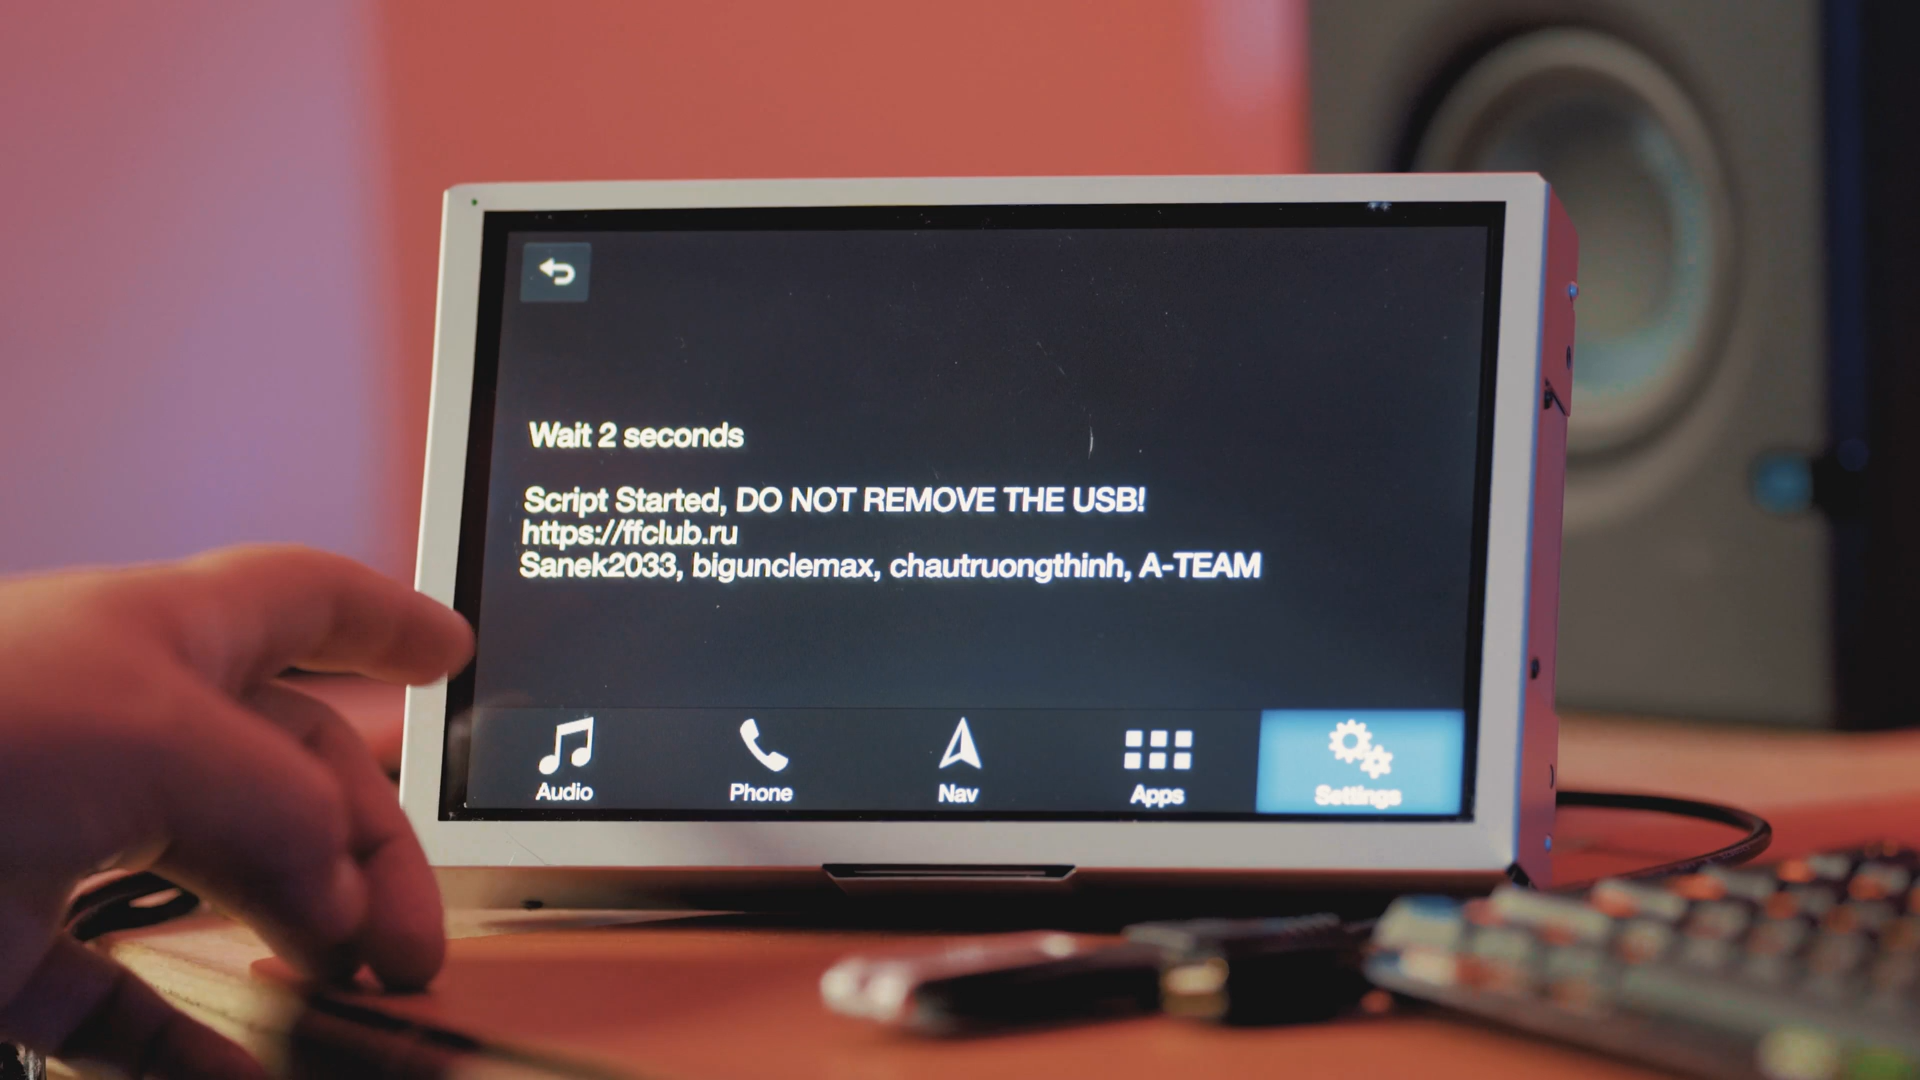 Wait 2 seconds
Script Started, DO NOT REMOVE THE USB!
https://ffclub.ru
Sanek2033, bigunclemax, chautruongthinh, A-TEAM
Audio Phone Nav Apps Settings